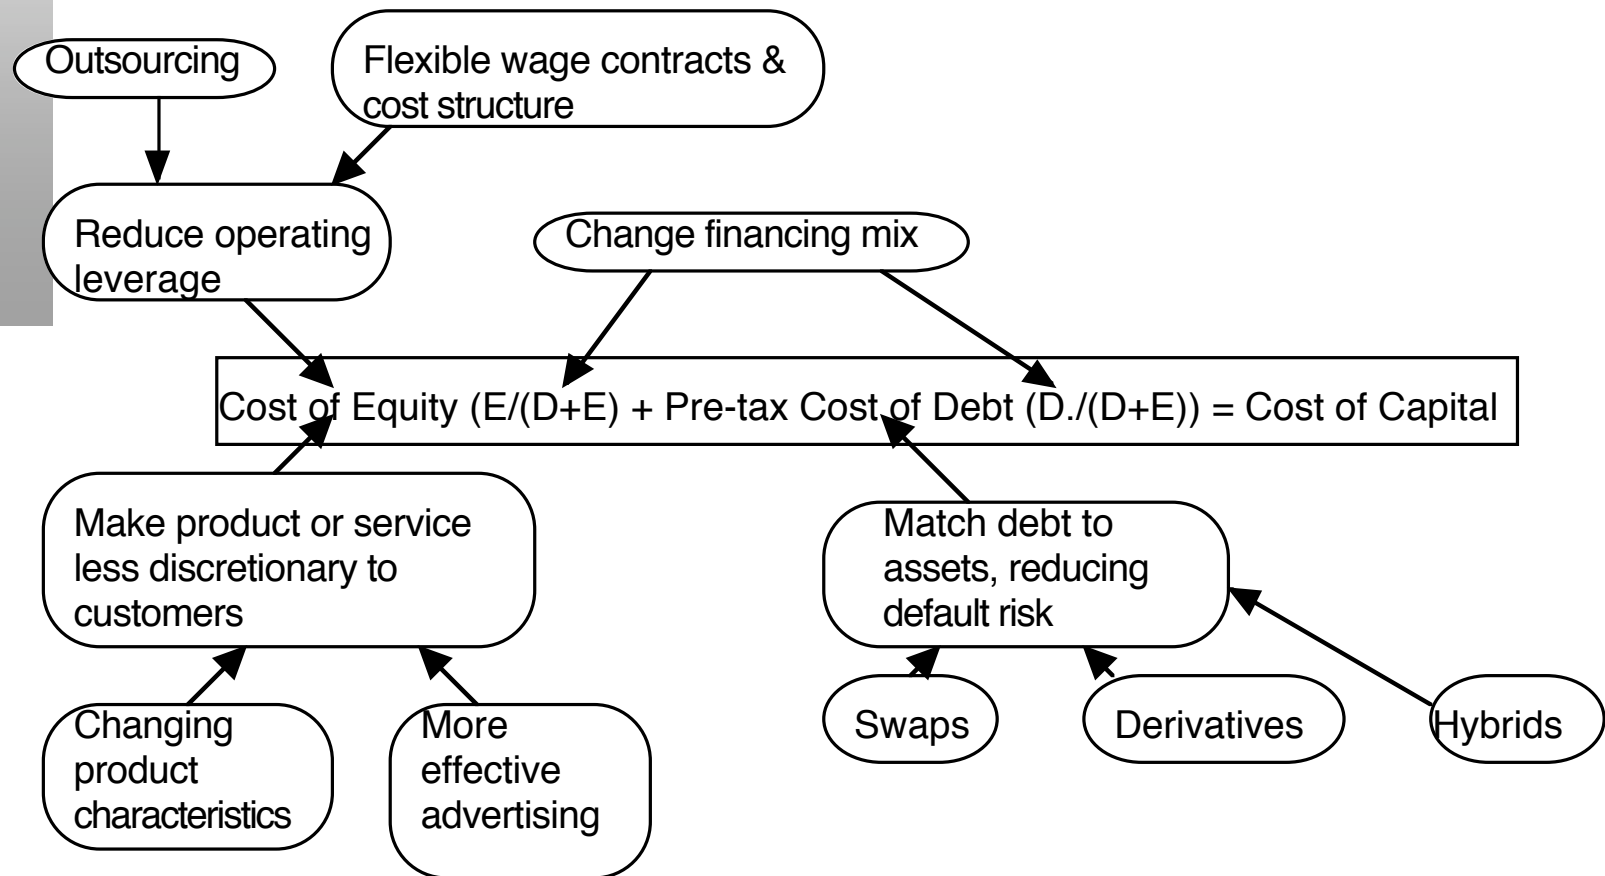 Outsourcing
Flexible wage contracts &
cost structure
Reduce operating
leverage
Change financing mix
Cost of Equity (E/(D+E) + Pre-tax Cost of Debt (D./(D+E)) = Cost of Capital
Make product or service
less discretionary to
customers
Match debt to
assets, reducing
default risk
Changing
product
characteristics
More
effective
advertising
Swaps
Derivatives
Hybrids